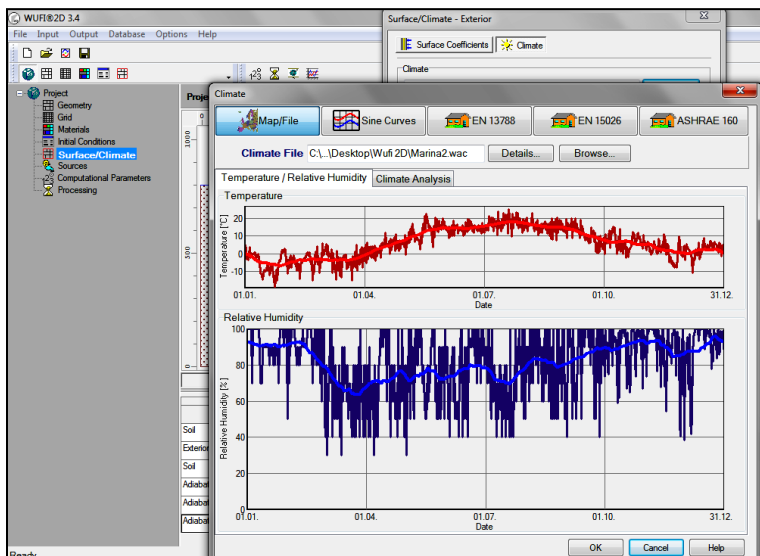 WUFI®2D 3.4
File Input Output Database Options Help
Project
Geometry
Grid
Materials
Initial Conditions
Surface/Climate
Sources
Computational Parameters
Processing
Surface/Climate - Exterior
Surface Coefficients Climate
Climate
Proje
0
1000
500
0
Soil
Exterior
Soil
Adiabat
Adiabat
Adiabat
Ready
Climate
Map/File Sine Curves EN 13788 EN 15026 ASHRAE 160
Climate File C:\...\Desktop\Wufi 2D\Marina2.wac Details... Browse...
Temperature / Relative Humidity Climate Analysis
Temperature
Temperature [°C]
20
10
0
-10
01.01. 01.04. 01.07. 01.10. 31.12.
Date
Relative Humidity
Relative Humidity [%]
100
80
60
40
20
0
01.01. 01.04. 01.07. 01.10. 31.12.
Date
OK Cancel Help